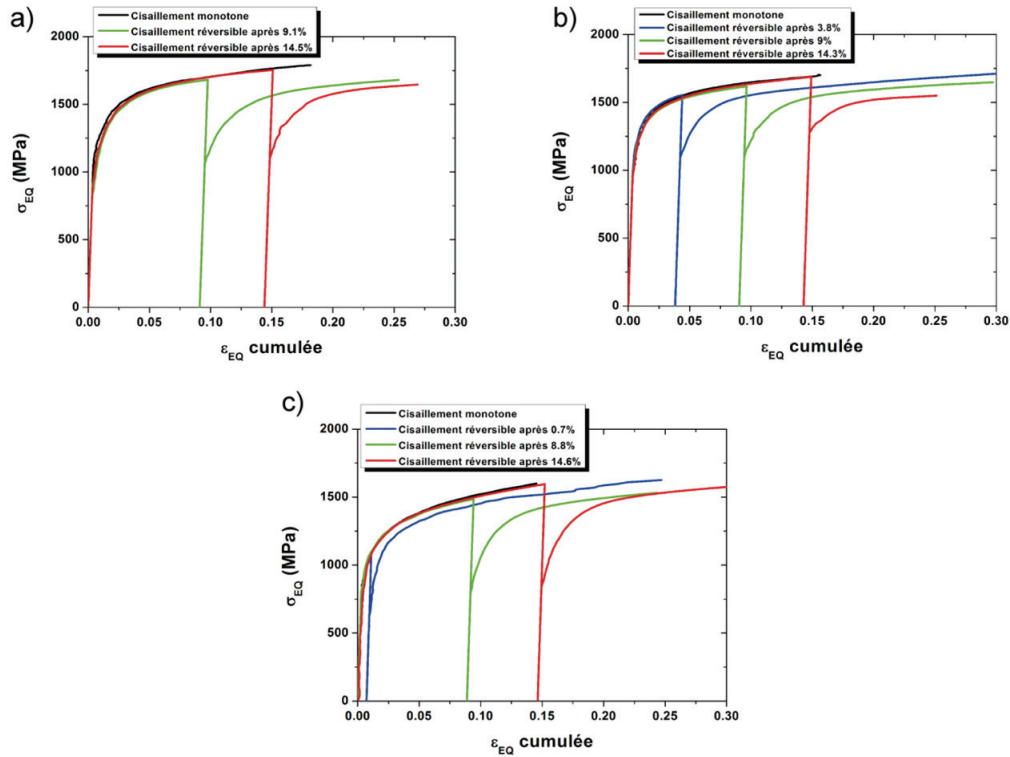 a)
Cisaillement monotone
Cisaillement réversible après 9.1%
Cisaillement réversible après 14.5%
2000
1500
1000
500
0
σEQ (MPa)
0.00 0.05 0.10 0.15 0.20 0.25 0.30
εEQ cumulée
b)
Cisaillement monotone
Cisaillement réversible après 3.8%
Cisaillement réversible après 9%
Cisaillement réversible après 14.3%
2000
1500
1000
500
0
σEQ (MPa)
0.00 0.05 0.10 0.15 0.20 0.25 0.30
εEQ cumulée
c)
Cisaillement monotone
Cisaillement réversible après 0.7%
Cisaillement réversible après 8.8%
Cisaillement réversible après 14.6%
2000
1500
1000
500
0
σEQ (MPa)
0.00 0.05 0.10 0.15 0.20 0.25 0.30
εEQ cumulée